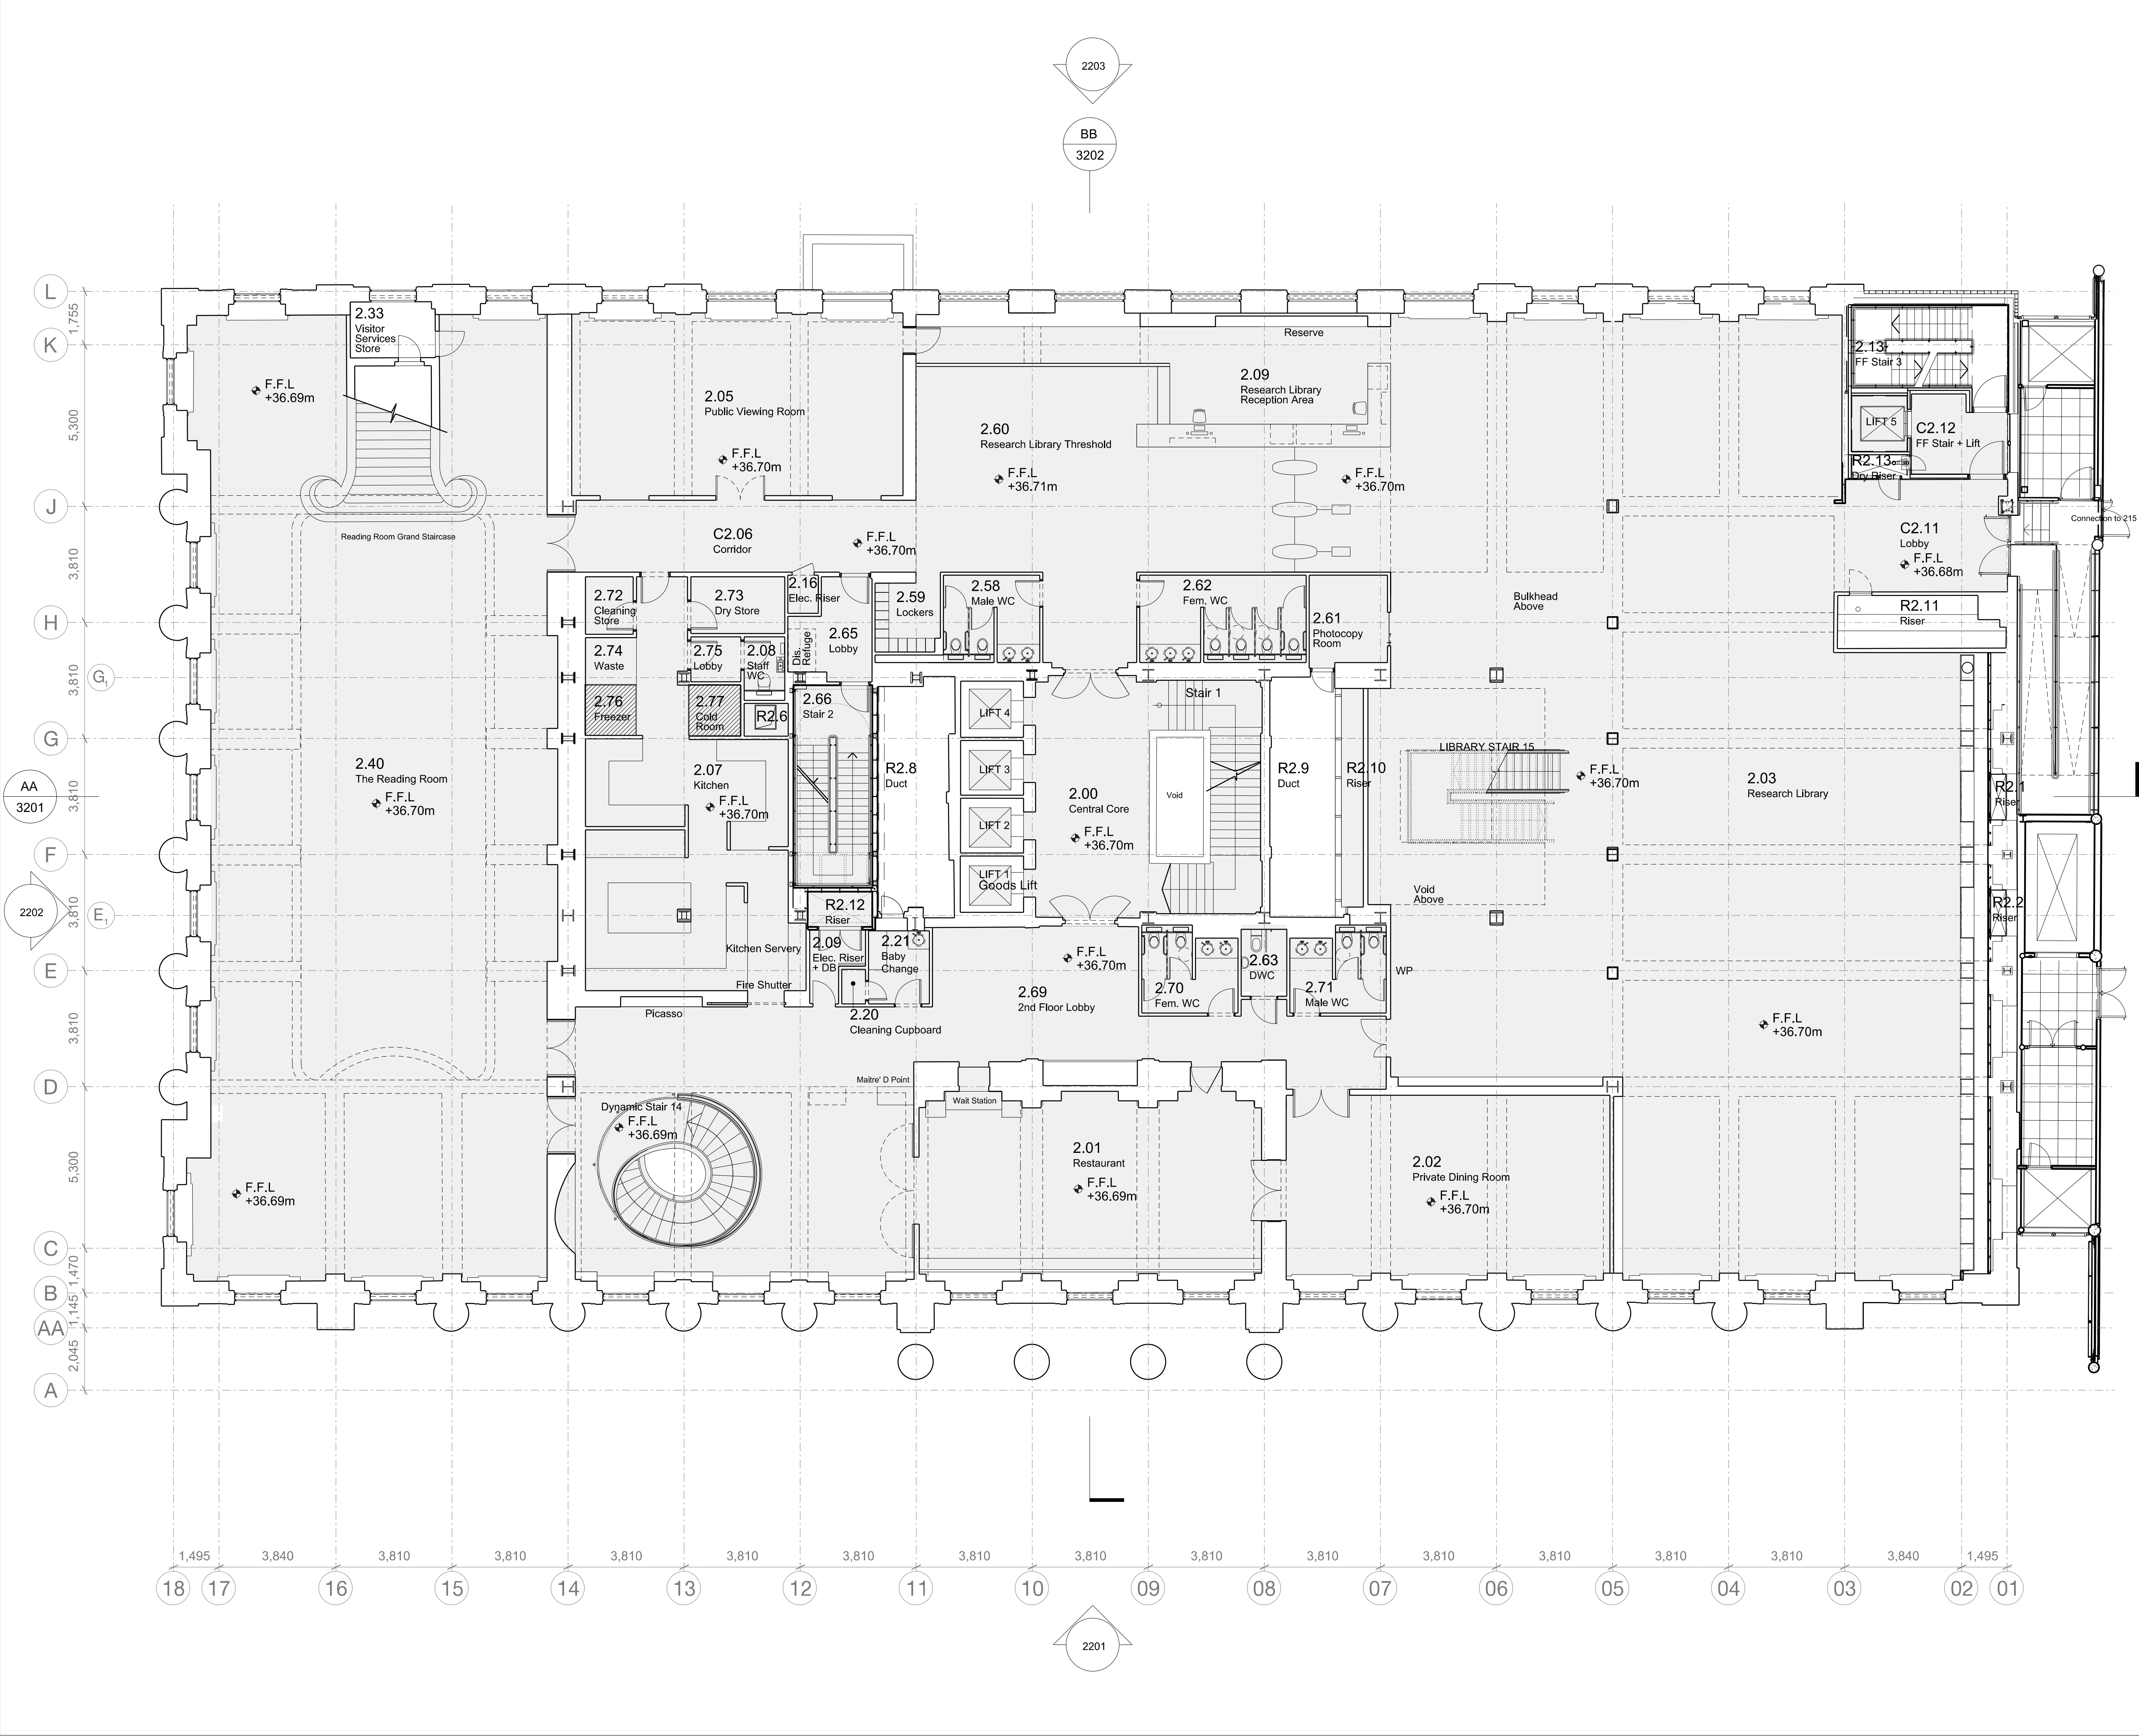 2203
BB
3202
L
K
J
H
G1
G
F
E1
E
D
C
B
AA
A
1,755
5,300
3,810
3,810
3,810
3,810
3,810
5,300
1,470
1,145
2,045
AA
3201
2202
2.33
Visitor
Services
Store
F.F.L
+36.69m
Reading Room Grand Staircase
2.05
Public Viewing Room
F.F.L
+36.70m
C2.06
Corridor
F.F.L
+36.70m
2.60
Research Library Threshold
F.F.L
+36.71m
Reserve
2.09
Research Library
Reception Area
F.F.L
+36.70m
2.13
FF Stair 3
LIFT 5
C2.12
FF Stair + Lift
R2.13
Dry Riser
C2.11
Lobby
F.F.L
+36.68m
Connection to 215
R2.11
Riser
Bulkhead
Above
2.72
Cleaning
Store
2.73
Dry Store
2.16
Elec. Riser
2.59
Lockers
2.58
Male WC
2.62
Fem. WC
2.61
Photocopy
Room
2.74
Waste
2.75
Lobby
2.08
Staff
WC
Dis.
Refuge
2.65
Lobby
2.76
Freezer
2.77
Cold
Room
R2.6
2.66
Stair 2
2.40
The Reading Room
F.F.L
+36.70m
2.07
Kitchen
F.F.L
+36.70m
R2.8
Duct
LIFT 4
LIFT 3
LIFT 2
LIFT 1
Goods Lift
2.00
Central Core
F.F.L
+36.70m
Stair 1
Void
R2.9
Duct
R2.10
Riser
LIBRARY STAIR 15
F.F.L
+36.70m
Void
Above
2.03
Research Library
R2.1
Riser
R2.2
Riser
R2.12
Riser
Kitchen Servery
2.09
Elec. Riser
+ DB
2.21
Baby
Change
Fire Shutter
Picasso
2.20
Cleaning Cupboard
F.F.L
+36.70m
2.69
2nd Floor Lobby
2.70
Fem. WC
2.63
DWC
2.71
Male WC
WP
F.F.L
+36.70m
Dynamic Stair 14
F.F.L
+36.69m
Maitre' D Point
Wait Station
2.01
Restaurant
F.F.L
+36.69m
2.02
Private Dining Room
F.F.L
+36.70m
F.F.L
+36.69m
1,495
3,840
3,810
3,810
3,810
3,810
3,810
3,810
3,810
3,810
3,810
3,810
3,810
3,810
3,810
3,840
1,495
18
17
16
15
14
13
12
11
10
09
08
07
06
05
04
03
02
01
2201